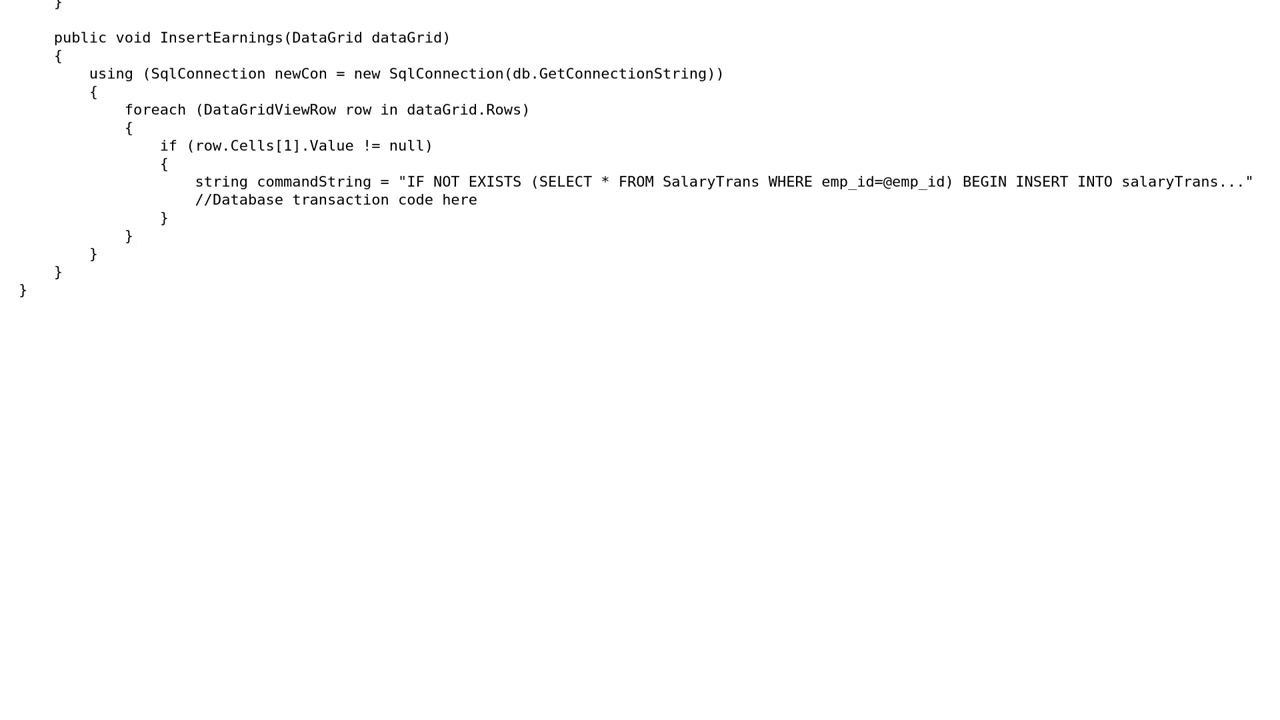 }
public void InsertEarnings(DataGrid dataGrid)
{
using (SqlConnection newCon = new SqlConnection(db.GetConnectionString))
{
foreach (DataGridViewRow row in dataGrid.Rows)
{
if (row.Cells[1].Value != null)
{
string commandString = "IF NOT EXISTS (SELECT * FROM SalaryTrans WHERE emp_id=@emp_id) BEGIN INSERT INTO salaryTrans..."
//Database transaction code here
}
}
}
}
}